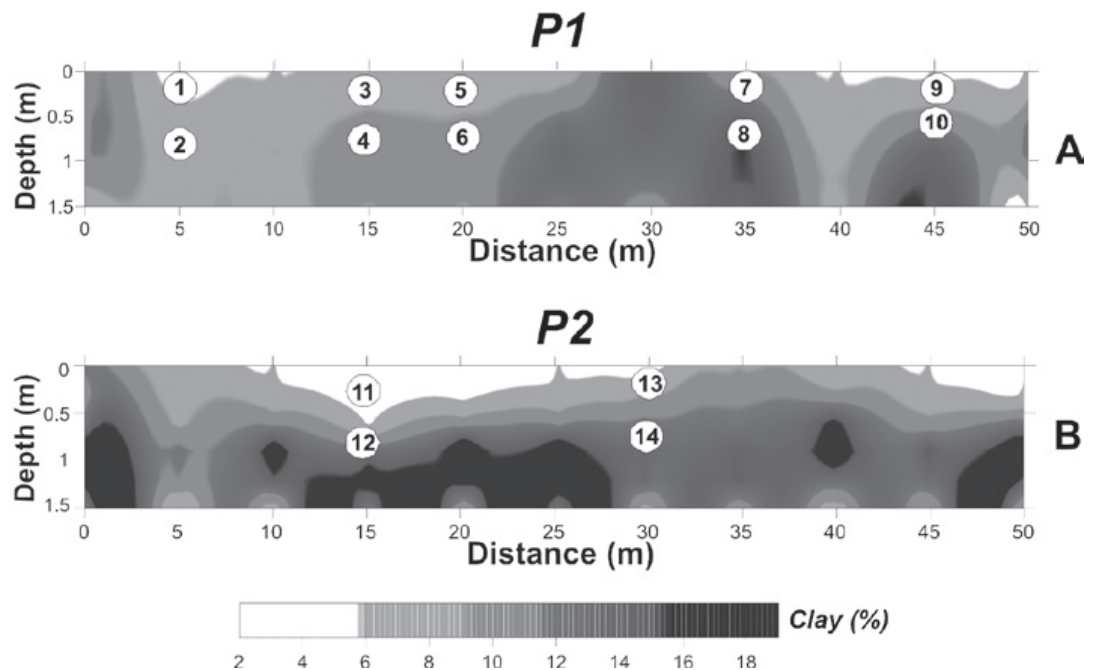 P1
0
0.5
1
1.5
Depth (m)
1 3 5 7 9
2 4 6 8 10
A
0 5 10 15 20 25 30 35 40 45 50
Distance (m)
P2
0
0.5
1
1.5
Depth (m)
11 13
12 14
B
0 5 10 15 20 25 30 35 40 45 50
Distance (m)
Clay (%)
2 4 6 8 10 12 14 16 18